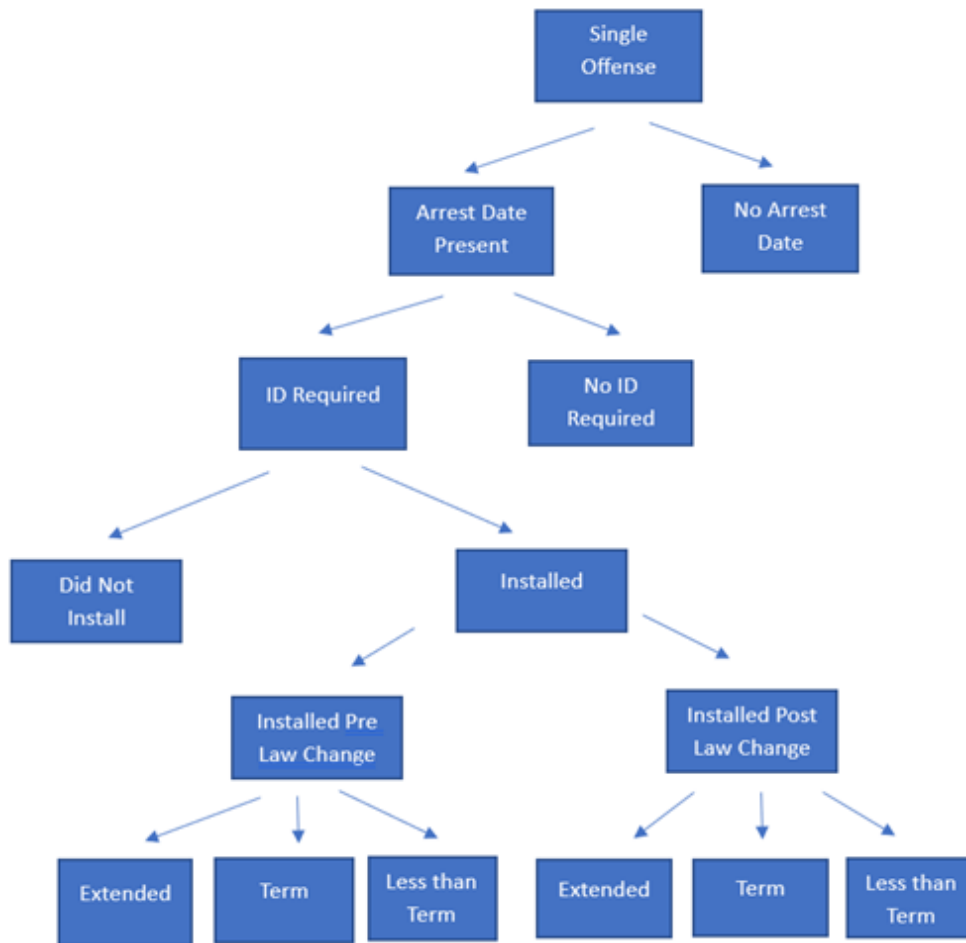 Single
Offense
Arrest Date
Present
No Arrest
Date
ID Required
No ID
Required
Did Not
Install
Installed
Installed Pre
Law Change
Installed Post
Law Change
Extended
Term
Less than
Term
Extended
Term
Less than
Term